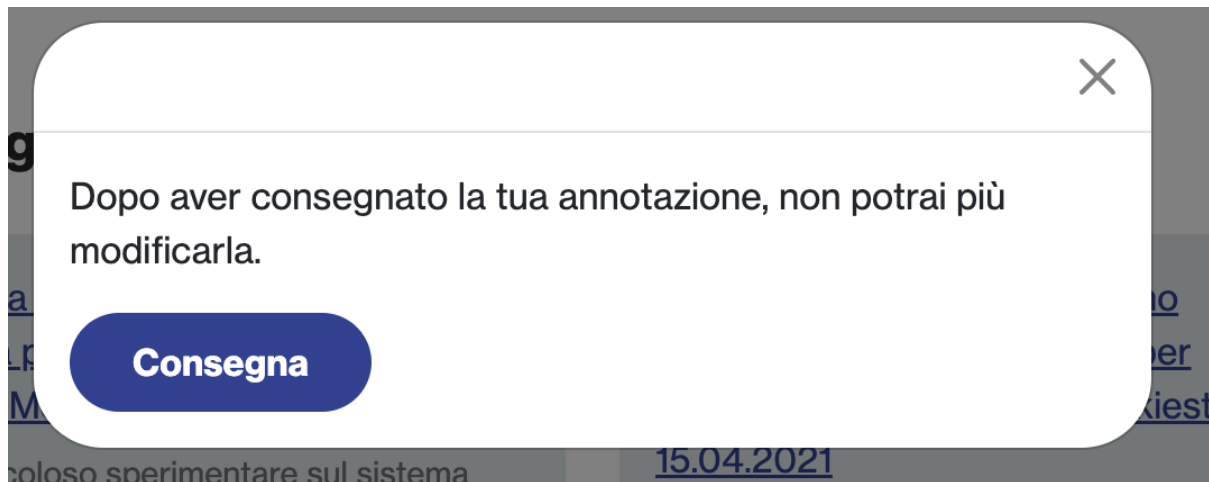 Dopo aver consegnato la tua annotazione, non potrai più
modificarla.
Consegna
15.04.2021
coloso sperimentare sul sistema